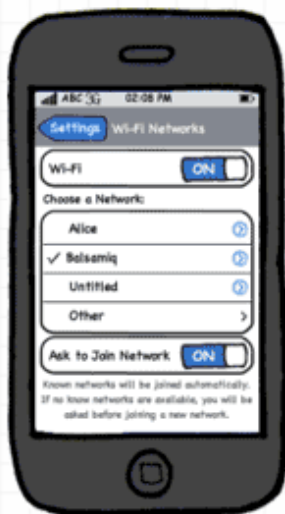 ABC 3G 02:08 PM
Settings Wi-Fi Networks
Wi-Fi ON
Choose a Network:
Alice
✓ Balsamiq
Untitled
Other
Ask to Join Network ON
Known networks will be joined automatically.
If no know networks are available, you will be
asked before joining a new network.